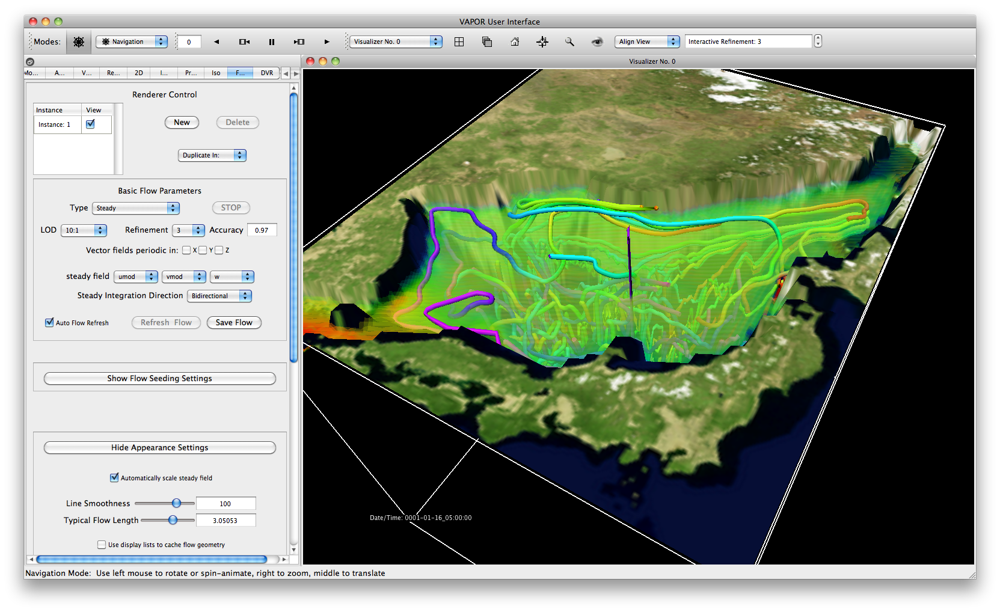 VAPOR User Interface
Modes: Navigation 0 Visualizer No. 0 Align View Interactive Refinement: 3
Mo... A... V... Re... 2D I... Pr... Iso F... DVR
Visualizer No. 0
Renderer Control
Instance View
Instance: 1
New Delete
Duplicate In:
Basic Flow Parameters
Type Steady STOP
LOD 10:1 Refinement 3 Accuracy 0.97
Vector fields periodic in: X Y Z
steady field umod vmod w
Steady Integration Direction Bidirectional
Auto Flow Refresh Refresh Flow Save Flow
Show Flow Seeding Settings
Hide Appearance Settings
Automatically scale steady field
Line Smoothness 100
Typical Flow Length 3.05053
Use display lists to cache flow geometry
Date/Time: 0001-01-16_05:00:00
Navigation Mode: Use left mouse to rotate or spin-animate, right to zoom, middle to translate